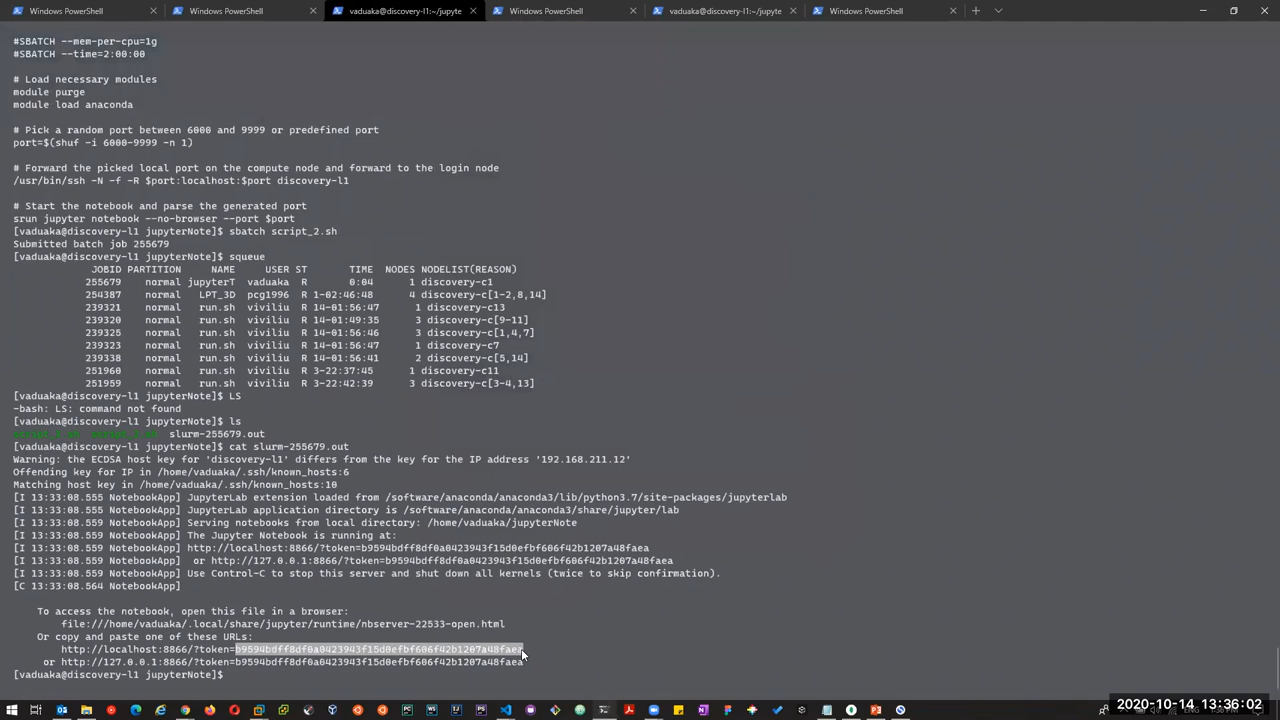 Windows PowerShell
Windows PowerShell
vaduaka@discovery-l1:~/jupyte
Windows PowerShell
vaduaka@discovery-l1:~/jupyte
Windows PowerShell
#SBATCH --mem-per-cpu=1g
#SBATCH --time=2:00:00
# Load necessary modules
module purge
module load anaconda
# Pick a random port between 6000 and 9999 or predefined port
port=$(shuf -i 6000-9999 -n 1)
# Forward the picked local port on the compute node and forward to the login node
/usr/bin/ssh -N -f -R $port:localhost:$port discovery-l1
# Start the notebook and parse the generated port
srun jupyter notebook --no-browser --port $port
[vaduaka@discovery-l1 jupyterNote]$ sbatch script_2.sh
Submitted batch job 255679
[vaduaka@discovery-l1 jupyterNote]$ squeue
JOBID PARTITION NAME USER ST TIME NODES NODELIST(REASON)
255679 normal jupyterT vaduaka R 0:04 1 discovery-c1
254387 normal LPT_3D pcg1996 R 1-02:46:48 4 discovery-c[1-2,8,14]
239321 normal run.sh viviliu R 14-01:56:47 1 discovery-c13
239320 normal run.sh viviliu R 14-01:49:35 3 discovery-c[9-11]
239325 normal run.sh viviliu R 14-01:56:46 3 discovery-c[1,4,7]
239323 normal run.sh viviliu R 14-01:56:47 1 discovery-c7
239338 normal run.sh viviliu R 14-01:56:41 2 discovery-c[5,14]
251960 normal run.sh viviliu R 3-22:37:45 1 discovery-c11
251959 normal run.sh viviliu R 3-22:42:39 3 discovery-c[3-4,13]
[vaduaka@discovery-l1 jupyterNote]$ LS
-bash: LS: command not found
[vaduaka@discovery-l1 jupyterNote]$ ls
slurm-255679.out
[vaduaka@discovery-l1 jupyterNote]$ cat slurm-255679.out
Warning: the ECDSA host key for 'discovery-l1' differs from the key for the IP address '192.168.211.12'
Offending key for IP in /home/vaduaka/.ssh/known_hosts:6
Matching host key in /home/vaduaka/.ssh/known_hosts:10
[I 13:33:08.555 NotebookApp] JupyterLab extension loaded from /software/anaconda/anaconda3/lib/python3.7/site-packages/jupyterlab
[I 13:33:08.555 NotebookApp] JupyterLab application directory is /software/anaconda/anaconda3/share/jupyter/lab
[I 13:33:08.559 NotebookApp] Serving notebooks from local directory: /home/vaduaka/jupyterNote
[I 13:33:08.559 NotebookApp] The Jupyter Notebook is running at:
[I 13:33:08.559 NotebookApp] http://localhost:8866/?token=b9594bdff8df0a0423943f15d0efbf606f42b1207a48faea
[I 13:33:08.559 NotebookApp]  or http://127.0.0.1:8866/?token=b9594bdff8df0a0423943f15d0efbf606f42b1207a48faea
[I 13:33:08.559 NotebookApp] Use Control-C to stop this server and shut down all kernels (twice to skip confirmation).
[C 13:33:08.564 NotebookApp]
To access the notebook, open this file in a browser:
file:///home/vaduaka/.local/share/jupyter/runtime/nbserver-22533-open.html
Or copy and paste one of these URLs:
http://localhost:8866/?token=b9594bdff8df0a0423943f15d0efbf606f42b1207a48faea
or http://127.0.0.1:8866/?token=b9594bdff8df0a0423943f15d0efbf606f42b1207a48faea
[vaduaka@discovery-l1 jupyterNote]$
2020-10-14 13:36:02